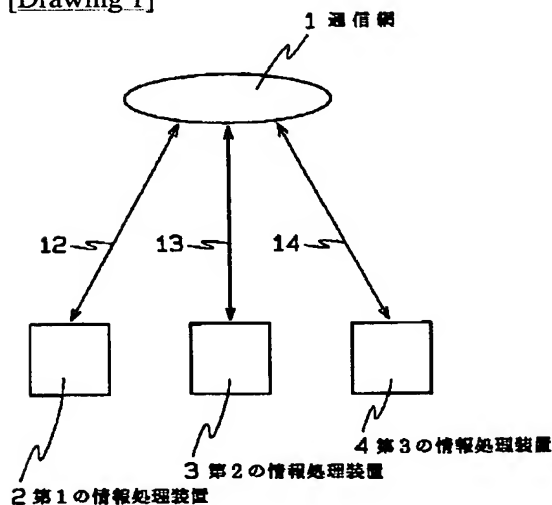 [Drawing 1]
1 通信網
12
13
14
4 第3の情報処理装置
3 第2の情報処理装置
2 第1の情報処理装置